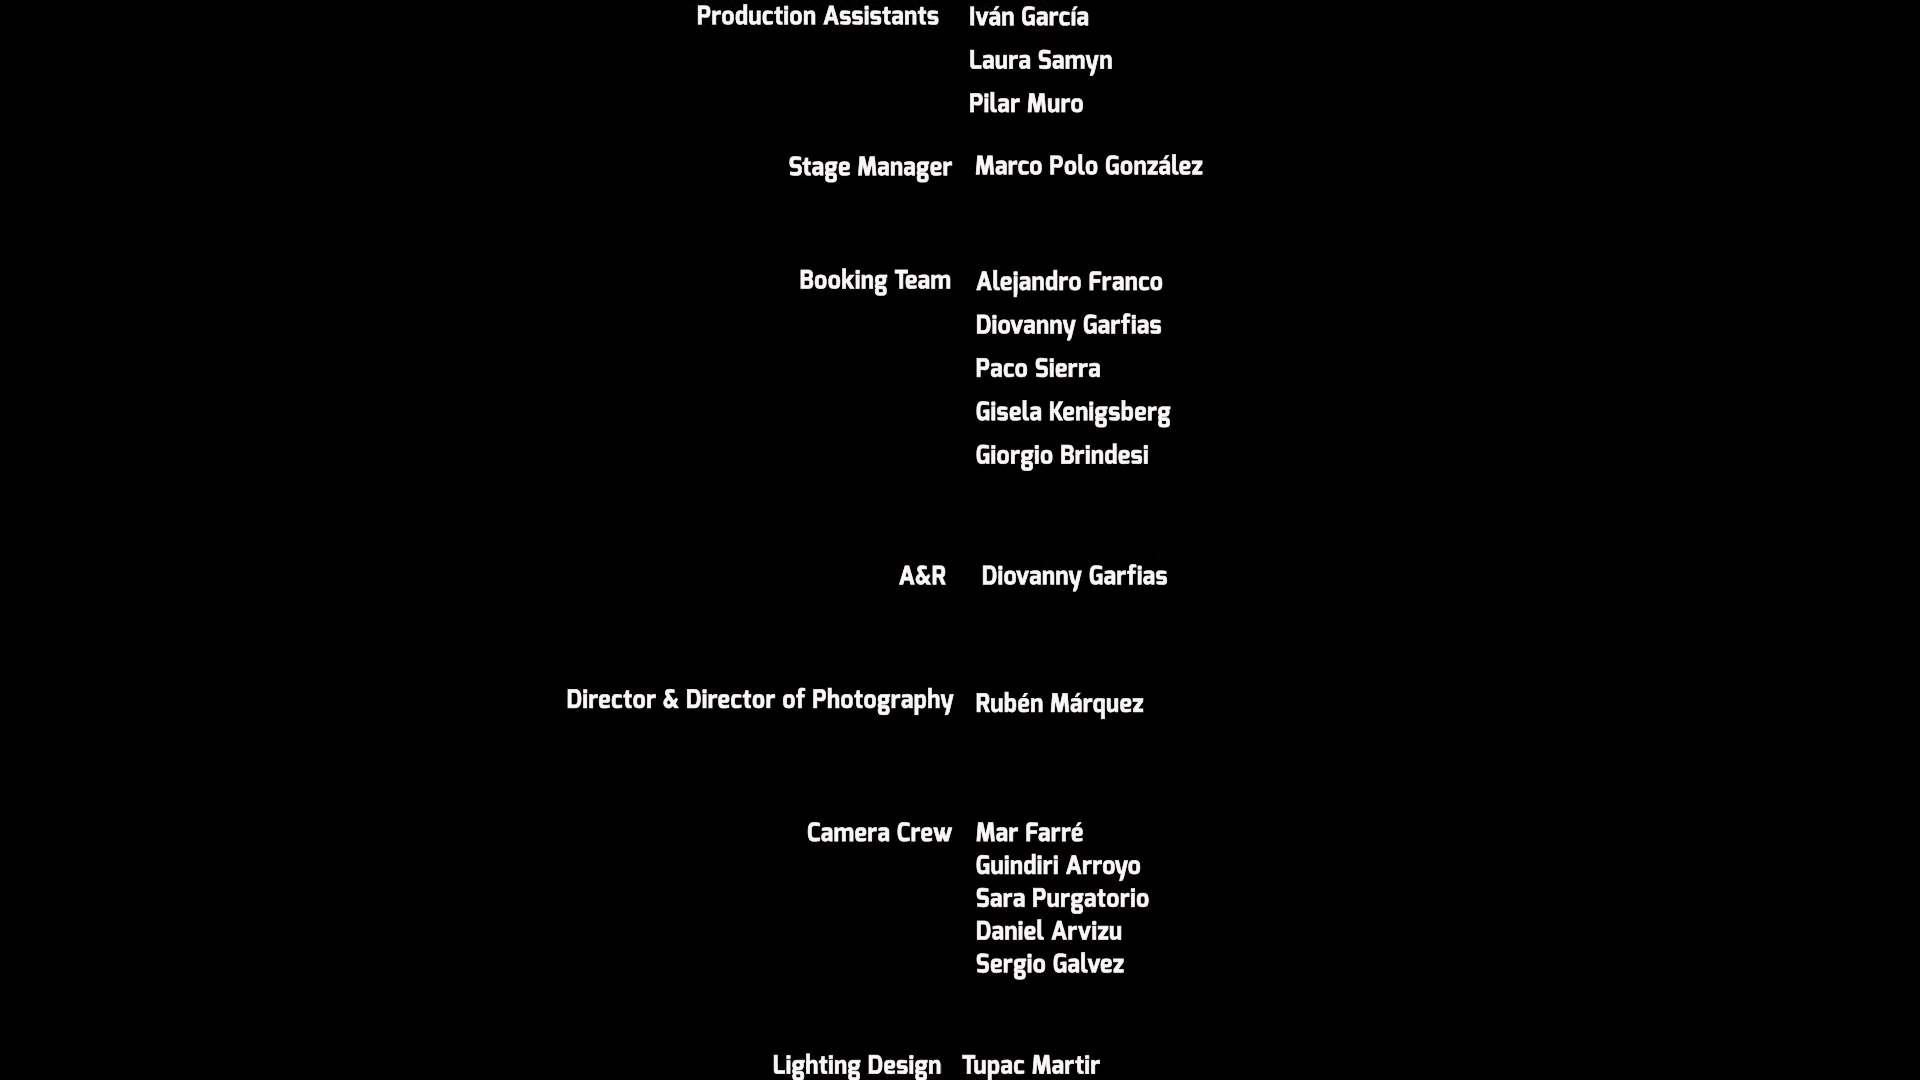 Production Assistants Iván García
Laura Samyn
Pilar Muro
Stage Manager Marco Polo González
Booking Team Alejandro Franco
Diovanny Garfias
Paco Sierra
Gisela Kenigsberg
Giorgio Brindesi
A&R Diovanny Garfias
Director & Director of Photography Rubén Márquez
Camera Crew Mar Farré
Guindiri Arroyo
Sara Purgatorio
Daniel Arvizu
Sergio Galvez
Lighting Design Tupac Martir